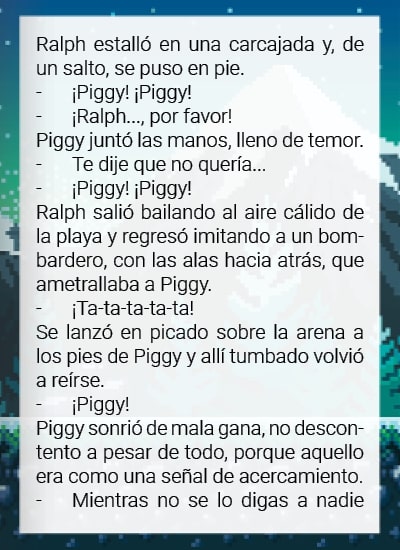 Ralph estalló en una carcajada y, de
un salto, se puso en pie.
- ¡Piggy! ¡Piggy!
- ¡Ralph..., por favor!
Piggy juntó las manos, lleno de temor.
- Te dije que no quería...
- ¡Piggy! ¡Piggy!
Ralph salió bailando al aire cálido de
la playa y regresó imitando a un bom-
bardero, con las alas hacia atrás, que
ametrallaba a Piggy.
- ¡Ta-ta-ta-ta-ta!
Se lanzó en picado sobre la arena a
los pies de Piggy y allí tumbado volvió
a reírse.
- ¡Piggy!
Piggy sonrió de mala gana, no descon-
tento a pesar de todo, porque aquello
era como una señal de acercamiento.
- Mientras no se lo digas a nadie